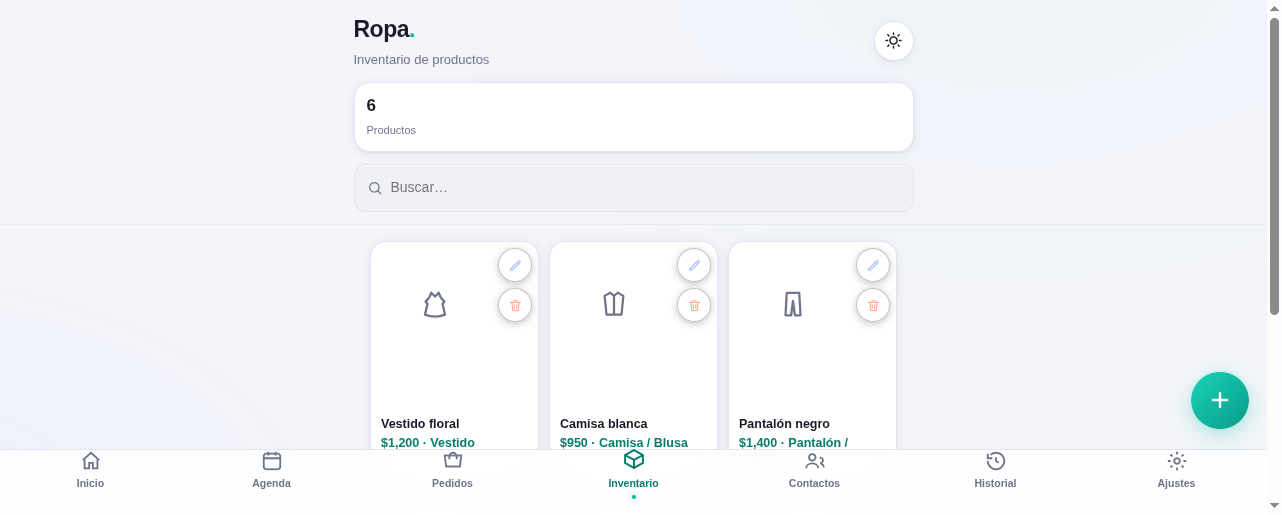 Ropa.
Inventario de productos
6
Productos
Buscar…
Vestido floral
$1,200 · Vestido
Camisa blanca
$950 · Camisa / Blusa
Pantalón negro
$1,400 · Pantalón /
Inicio
Agenda
Pedidos
Inventario
Contactos
Historial
Ajustes